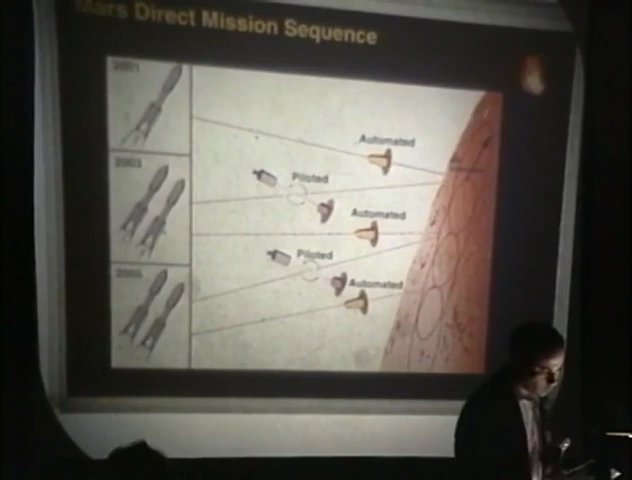 Mars Direct Mission Sequence
2001
Automated
2003
Piloted
Automated
Piloted
2005
Automated